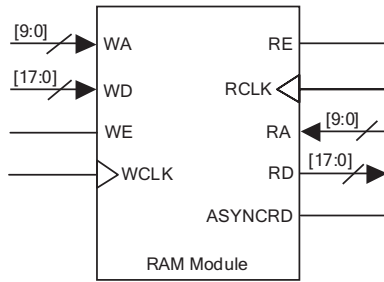 [9:0] WA RE
[17:0] WD RCLK
WE RA [9:0]
WCLK RD [17:0]
ASYNCRD
RAM Module